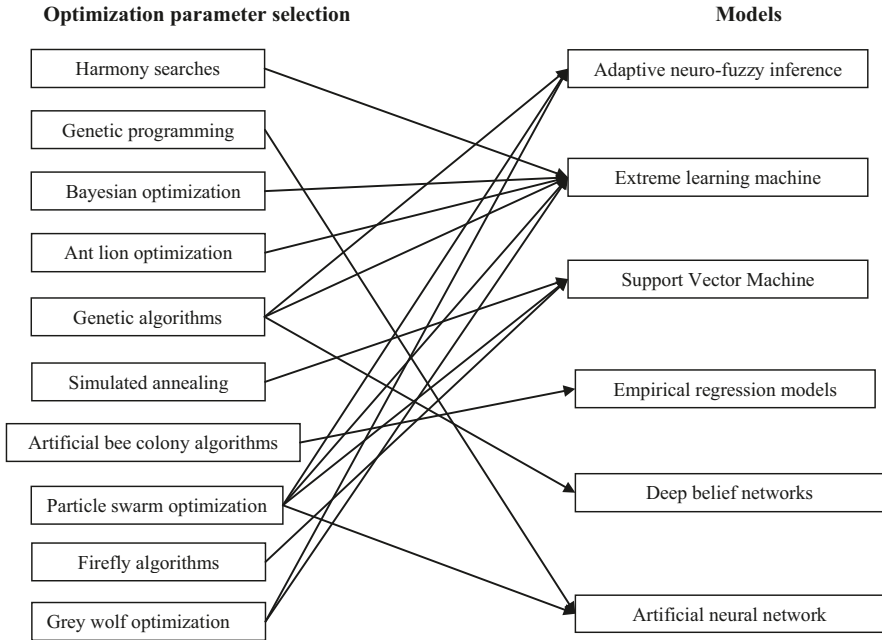 Optimization parameter selection
Models
Harmony searches
Genetic programming
Bayesian optimization
Ant lion optimization
Genetic algorithms
Simulated annealing
Artificial bee colony algorithms
Particle swarm optimization
Firefly algorithms
Grey wolf optimization
Adaptive neuro-fuzzy inference
Extreme learning machine
Support Vector Machine
Empirical regression models
Deep belief networks
Artificial neural network